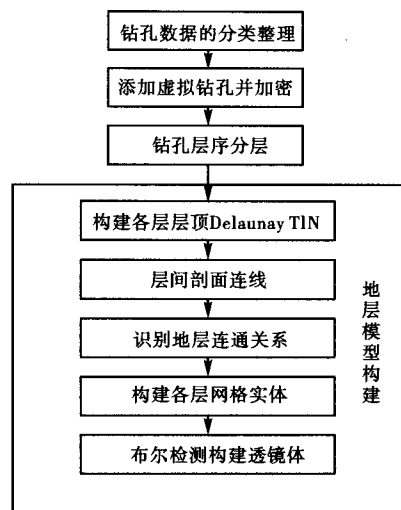 钻孔数据的分类整理
添加虚拟钻孔并加密
钻孔层序分层
构建各层层顶Delaunay TIN
层间剖面连线
识别地层连通关系
构建各层网格实体
布尔检测构建透镜体
地层模型构建